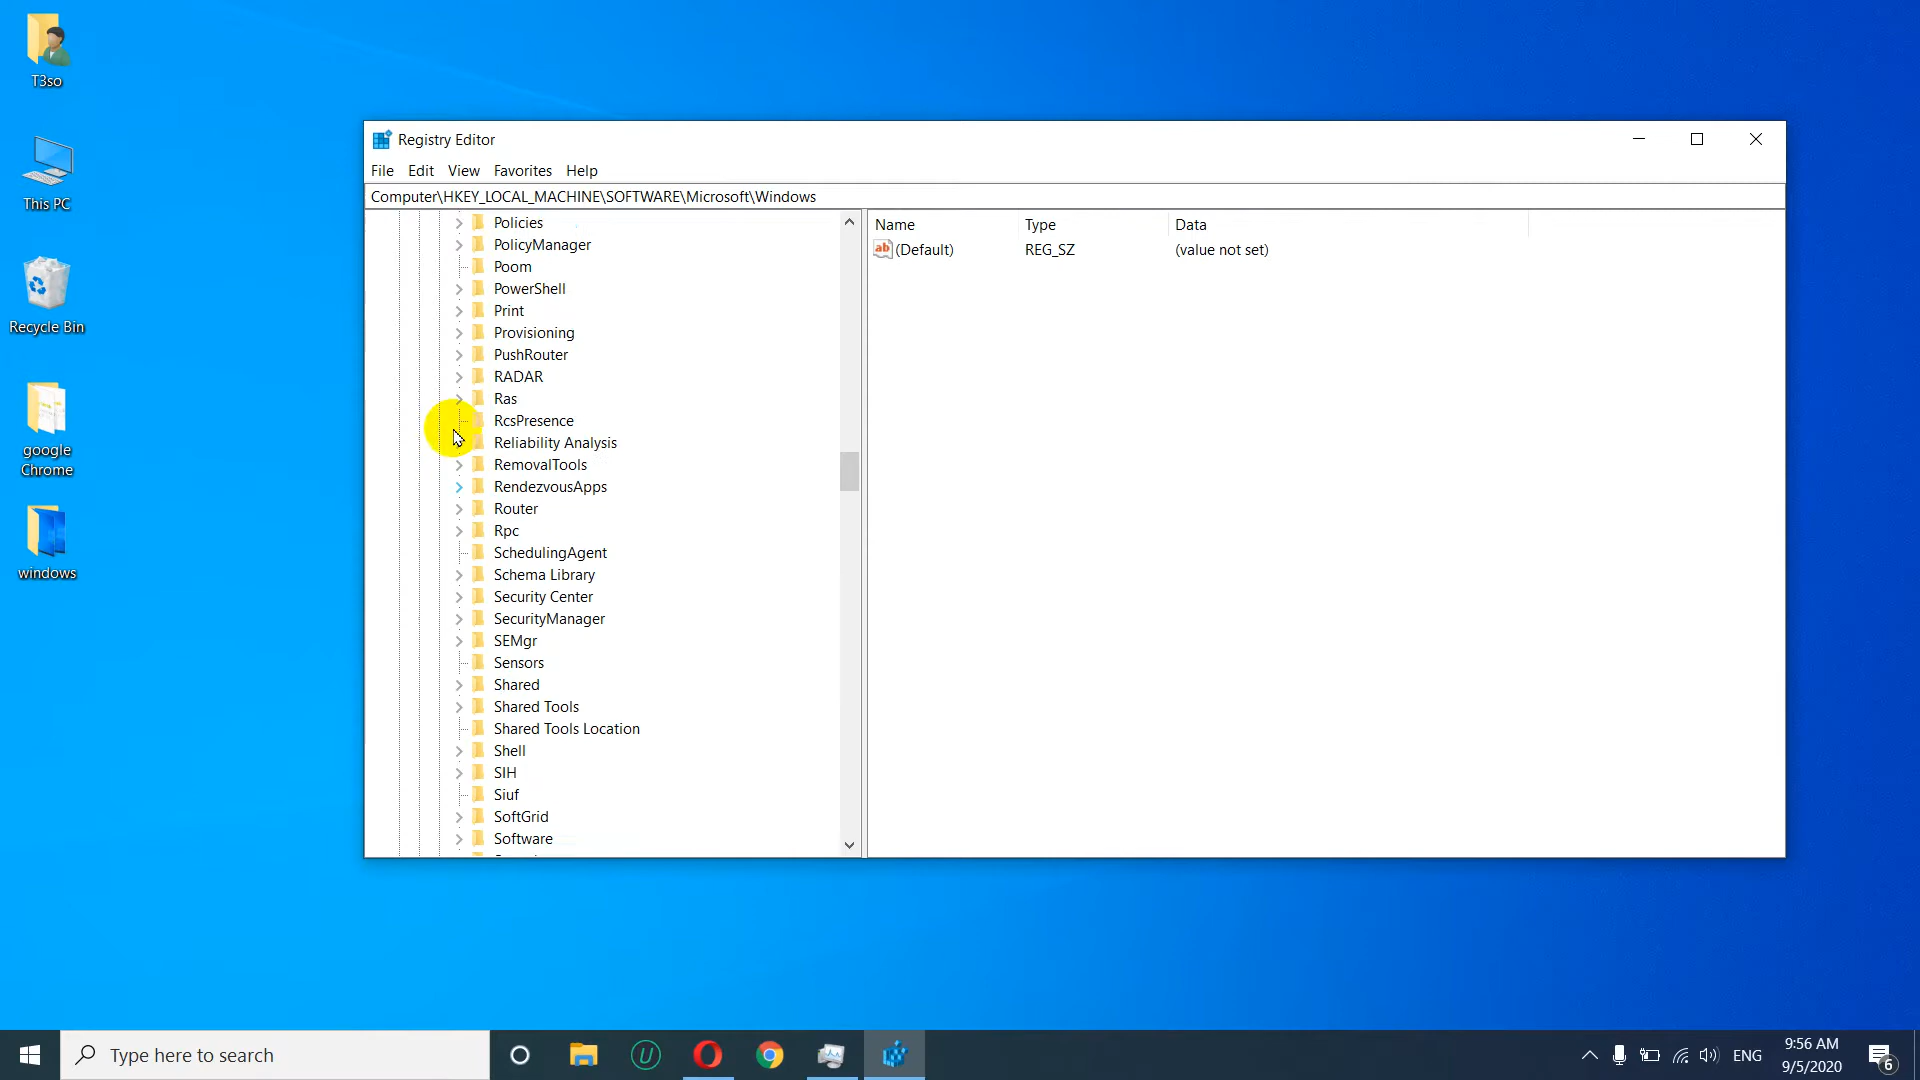 T3so
This PC
Recycle Bin
google
Chrome
windows
Registry Editor
File Edit View Favorites Help
Computer\HKEY_LOCAL_MACHINE\SOFTWARE\Microsoft\Windows
Policies
PolicyManager
Poom
PowerShell
Print
Provisioning
PushRouter
RADAR
Ras
RcsPresence
Reliability Analysis
RemovalTools
RendezvousApps
Router
Rpc
SchedulingAgent
Schema Library
Security Center
SecurityManager
SEMgr
Sensors
Shared
Shared Tools
Shared Tools Location
Shell
SIH
Siuf
SoftGrid
Software
Name Type Data
ab (Default) REG_SZ (value not set)
Type here to search
ENG
9:56 AM
9/5/2020
6